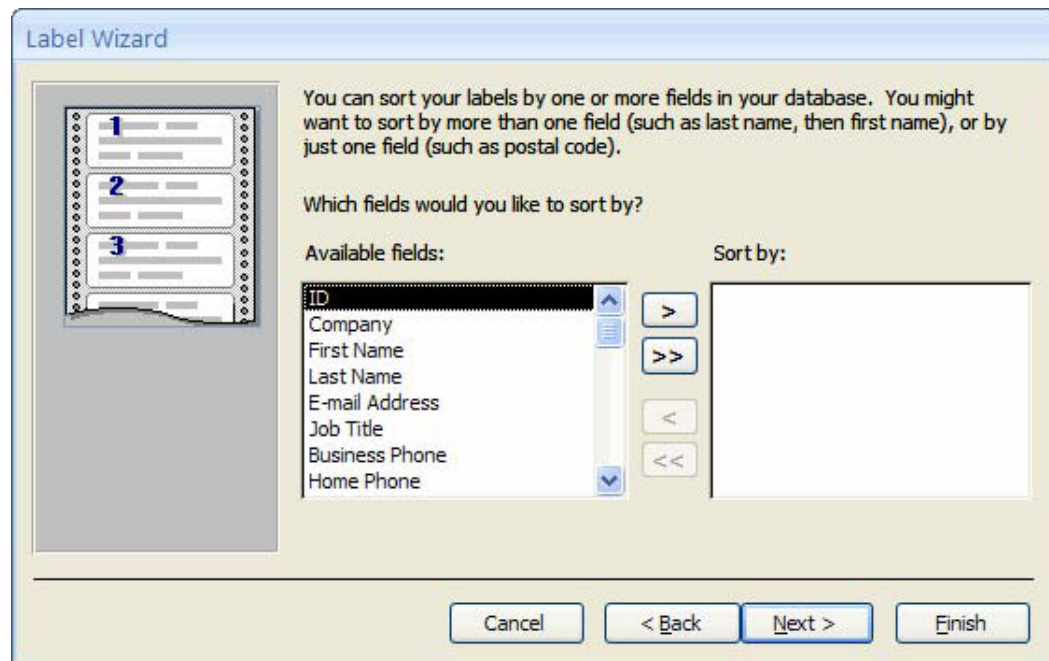 Label Wizard
You can sort your labels by one or more fields in your database.  You might
want to sort by more than one field (such as last name, then first name), or by
just one field (such as postal code).
1
2
3
Which fields would you like to sort by?
Available fields:
Sort by:
ID
Company
First Name
Last Name
E-mail Address
Job Title
Business Phone
Home Phone
>
>>
<
<<
Cancel
< Back
Next >
Finish